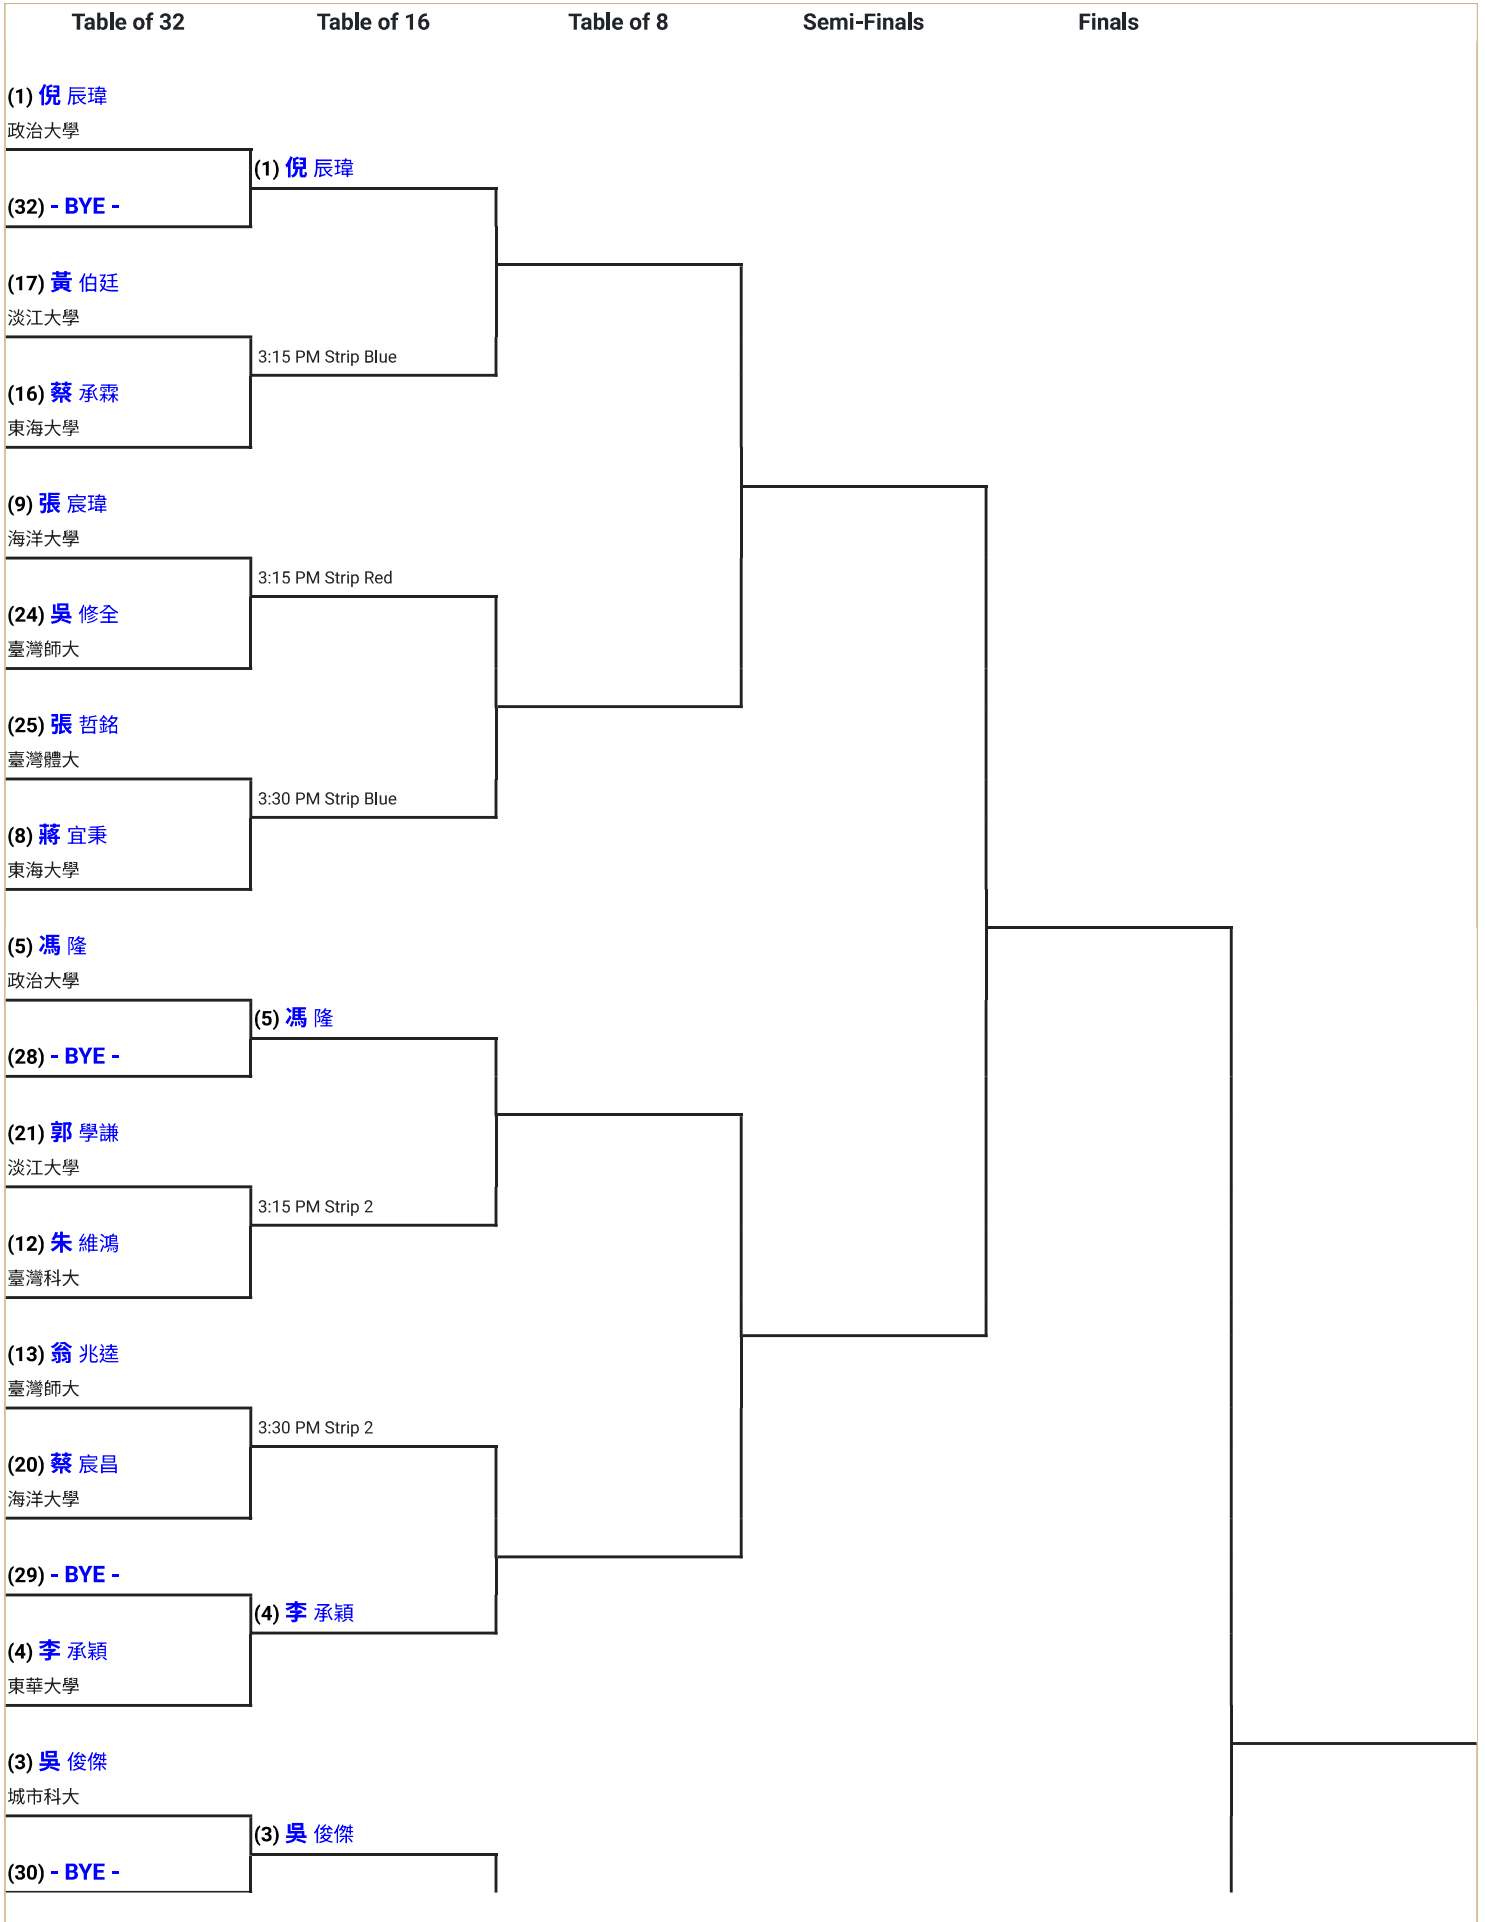 Table of 32 Table of 16 Table of 8 Semi-Finals Finals
(1) 倪 辰瑋
政治大學
(1) 倪 辰瑋
(32) - BYE -
(17) 黃 伯廷
淡江大學
3:15 PM Strip Blue
(16) 蔡 承霖
東海大學
(9) 張 宸瑋
海洋大學
3:15 PM Strip Red
(24) 吳 修全
臺灣師大
(25) 張 哲銘
臺灣體大
3:30 PM Strip Blue
(8) 蔣 宜秉
東海大學
(5) 馮 隆
政治大學
(5) 馮 隆
(28) - BYE -
(21) 郭 學謙
淡江大學
3:15 PM Strip 2
(12) 朱 維鴻
臺灣科大
(13) 翁 兆逵
臺灣師大
3:30 PM Strip 2
(20) 蔡 宸昌
海洋大學
(29) - BYE -
(4) 李 承穎
(4) 李 承穎
東華大學
(3) 吳 俊傑
城市科大
(3) 吳 俊傑
(30) - BYE -